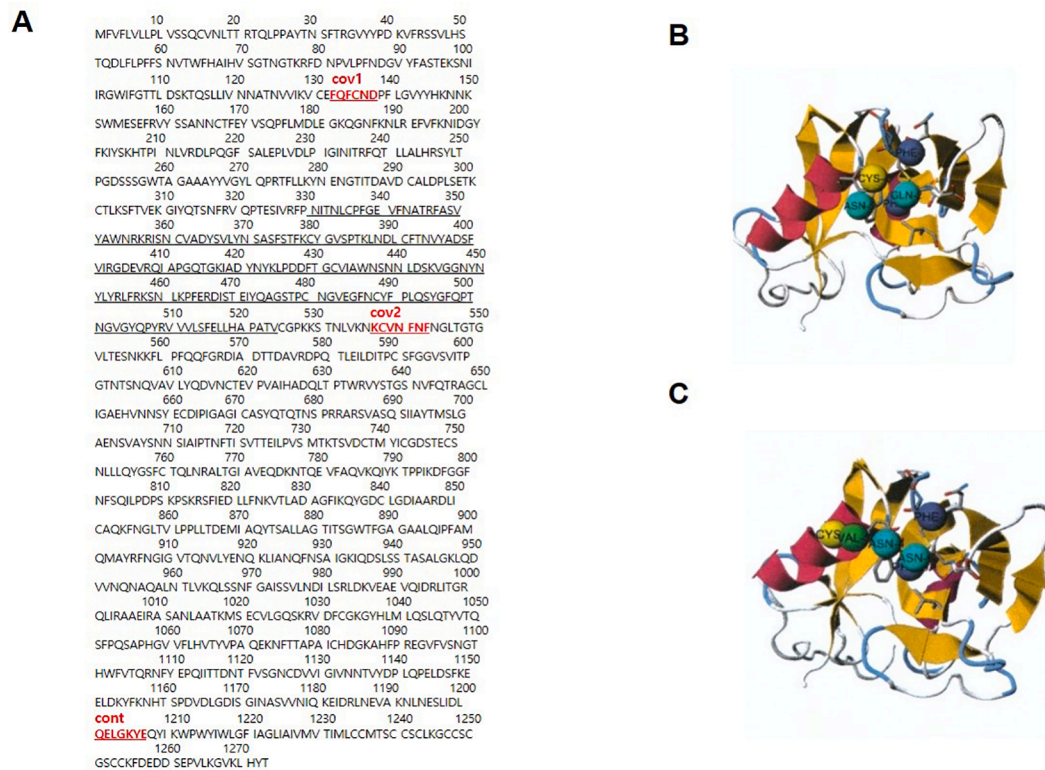 A
10 20 30 40 50
MFVFLVLLPL VSSQCVNLTT RTQLPPAYTN SFTRGVYYPD KVFRSSVLHS
60 70 80 90 100
TQDLFLPFFS NVTWFHAIHV SGTNGTKRFD NPVLPFNDGV YFASTEKSNI
110 120 130 cov1 140 150
IRGWIFGTTL DSKTQSLLIV NNATNVVIKV CEFQFCNDPF LGVYYHKNNK
160 170 180 190 200
SWMESEFRVY SSANNCTFEY VSQPFLMDLE GKQGNFKNLR EFVFKNIDGY
210 220 230 240 250
FKIYSKHTPI NLVRDLPQGF SALEPLVDLP IGINITRFQT LLALHRSYLT
260 270 280 290 300
PGDSSSGWTA GAAAYYVGYL QPRTFLLKYN ENGTITDAVD CALDPLSETK
310 320 330 340 350
CTLKSFTVEK GIYQTSNFRV QPTESIVRFP NITNLCPFGE VFNATRFASV
360 370 380 390 400
YAWNRKRISN CVADYSVLYN SASFSTFKCY GVSPTKLNDL CFTNVYADSF
410 420 430 440 450
VIRGDEVRQI APGQTGKIAD YNYKLPDDFT GCVIAWNSNN LDSKVGGNYN
460 470 480 490 500
YLYRLFRKSN LKPFERDIST EIYQAGSTPC NGVEGFNCYF PLQSYGFQPT
510 520 530 cov2 550
NGVGYQPYRV VVLSFELLHA PATVCGPKKS TNLVKNKCVN FNFNGLTGTG
560 570 580 590 600
VLTESNKKFL PFQQFGRDIA DTTDAVRDPQ TLEILDITPC SFGGVSVITP
610 620 630 640 650
GTNTSNQVAV LYQDVNCTEV PVAIHADQLT PTWRVYSTGS NVFQTRAGCL
660 670 680 690 700
IGAEHVNNSY ECDIPIGAGI CASYQTQTNS PRRARSVASQ SIIAYTMSLG
710 720 730 740 750
AENSVAYSNN SIAIPTNFTI SVTTEILPVS MTKTSVDCTM YICGDSTECS
760 770 780 790 800
NLLLQYGSFC TQLNRALTGI AVEQDKNTQE VFAQVKQIYK TPPIKDFGGF
810 820 830 840 850
NFSQILPDPS KPSKRSFIED LLFNKVTLAD AGFIKQYGDC LGDIAARDLI
860 870 880 890 900
CAQKFNGLTV LPPLLTDEMI AQYTSALLAG TITSGWTFGA GAALQIPFAM
910 920 930 940 950
QMAYRFNGIG VTQNVLYENQ KLIANQFNSA IGKIQDSLSS TASALGKLQD
960 970 980 990 1000
VVNQNAQALN TLVKQLSSNF GAISSVLNDI LSRLDKVEAE VQIDRLITGR
1010 1020 1030 1040 1050
QLIRAAEIRA SANLAATKMS ECVLGQSKRV DFCGKGYHLM LQSLQTYVTQ
1060 1070 1080 1090 1100
SFPQSAPHGV VFLHVTYVPA QEKNFTTAPA ICHDGKAHFP REGVFVSNGT
1110 1120 1130 1140 1150
HWFVTQRNFY EPQIITTDNT FVSGNCDVVI GIVNNTVYDP LQPELDSFKE
1160 1170 1180 1190 1200
ELDKYFKNHT SPDVDLGDIS GINASVVNIQ KEIDRLNEVA KNLNESLIDL
cont 1210 1220 1230 1240 1250
QELGKYEQYI KWPWYIWLGF IAGLIAIVMV TIMLCCMTSC CSCLKGCCSC
1260 1270
GSCCKFDEDD SEPVLKGVKL HYT
B
PHE-
CYS-
GLN-
ASN-
C
PHE-
CYS
VAL-
ASN-
ASN-